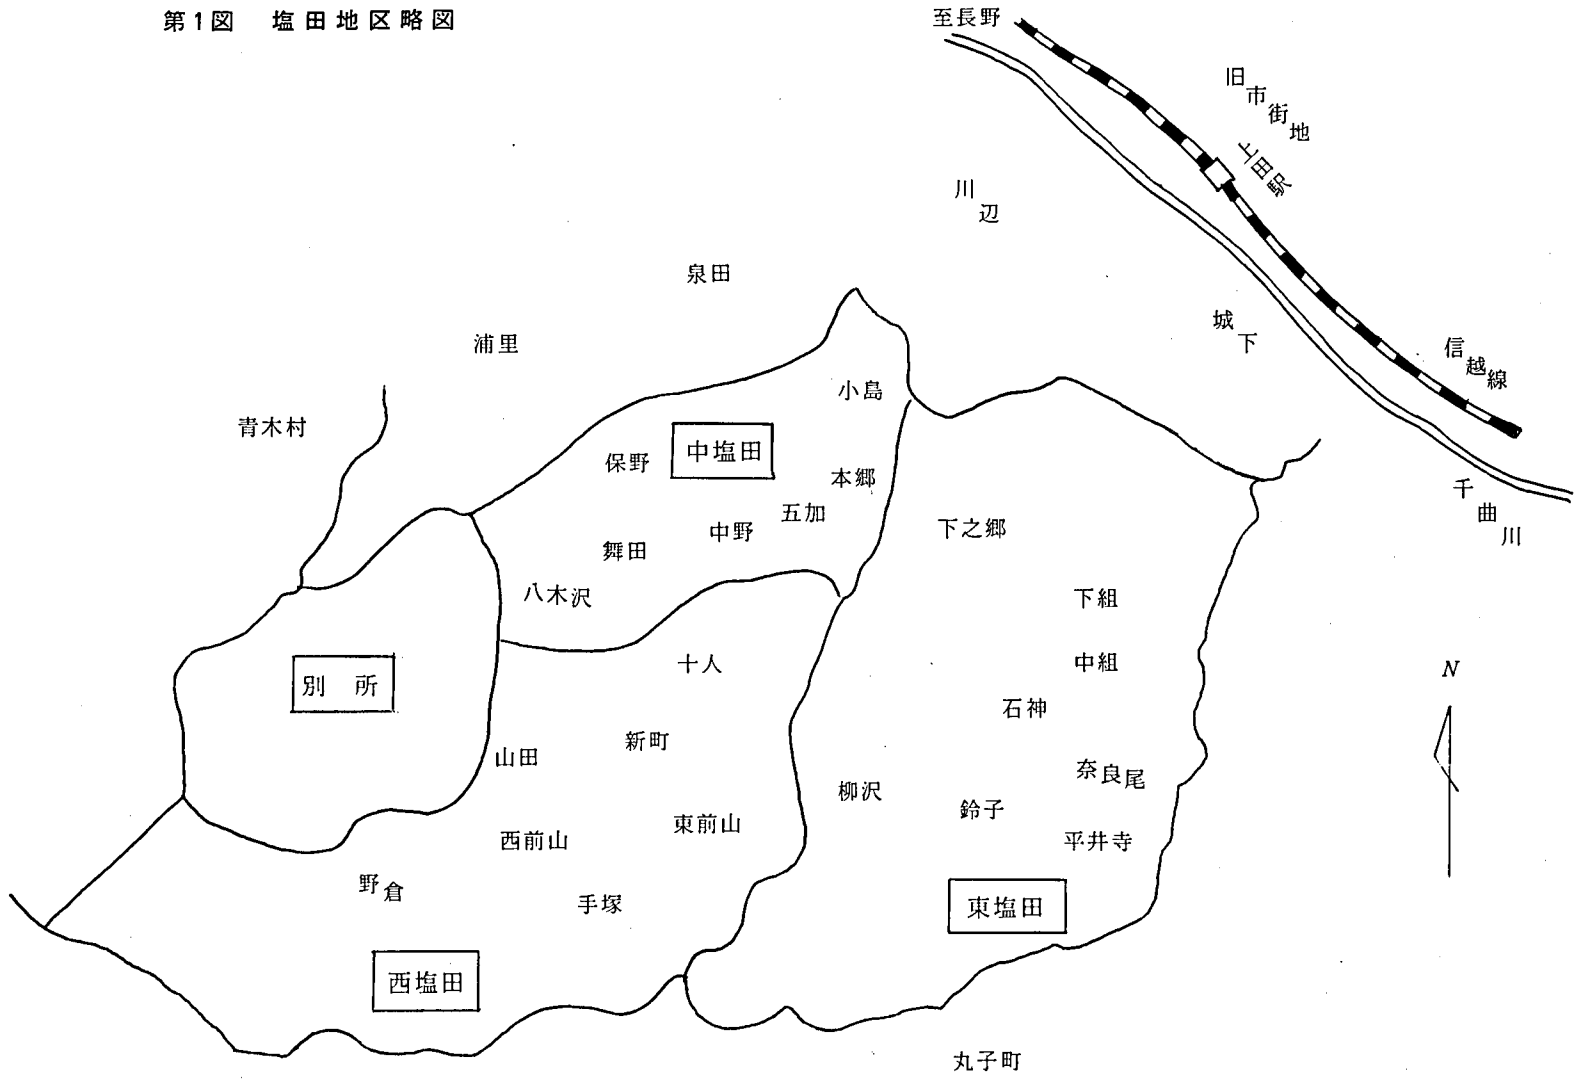 第1図 塩田地区略図
至長野
旧市街地
上田駅
川辺
泉田
浦里
城下
信越線
青木村
小島
中塩田
保野
本郷
五加
中野
舞田
八木沢
千曲川
下之郷
下組
中組
石神
十人
別所
新町
山田
N
奈良尾
柳沢
鈴子
東前山
西前山
平井寺
野倉
手塚
東塩田
西塩田
丸子町